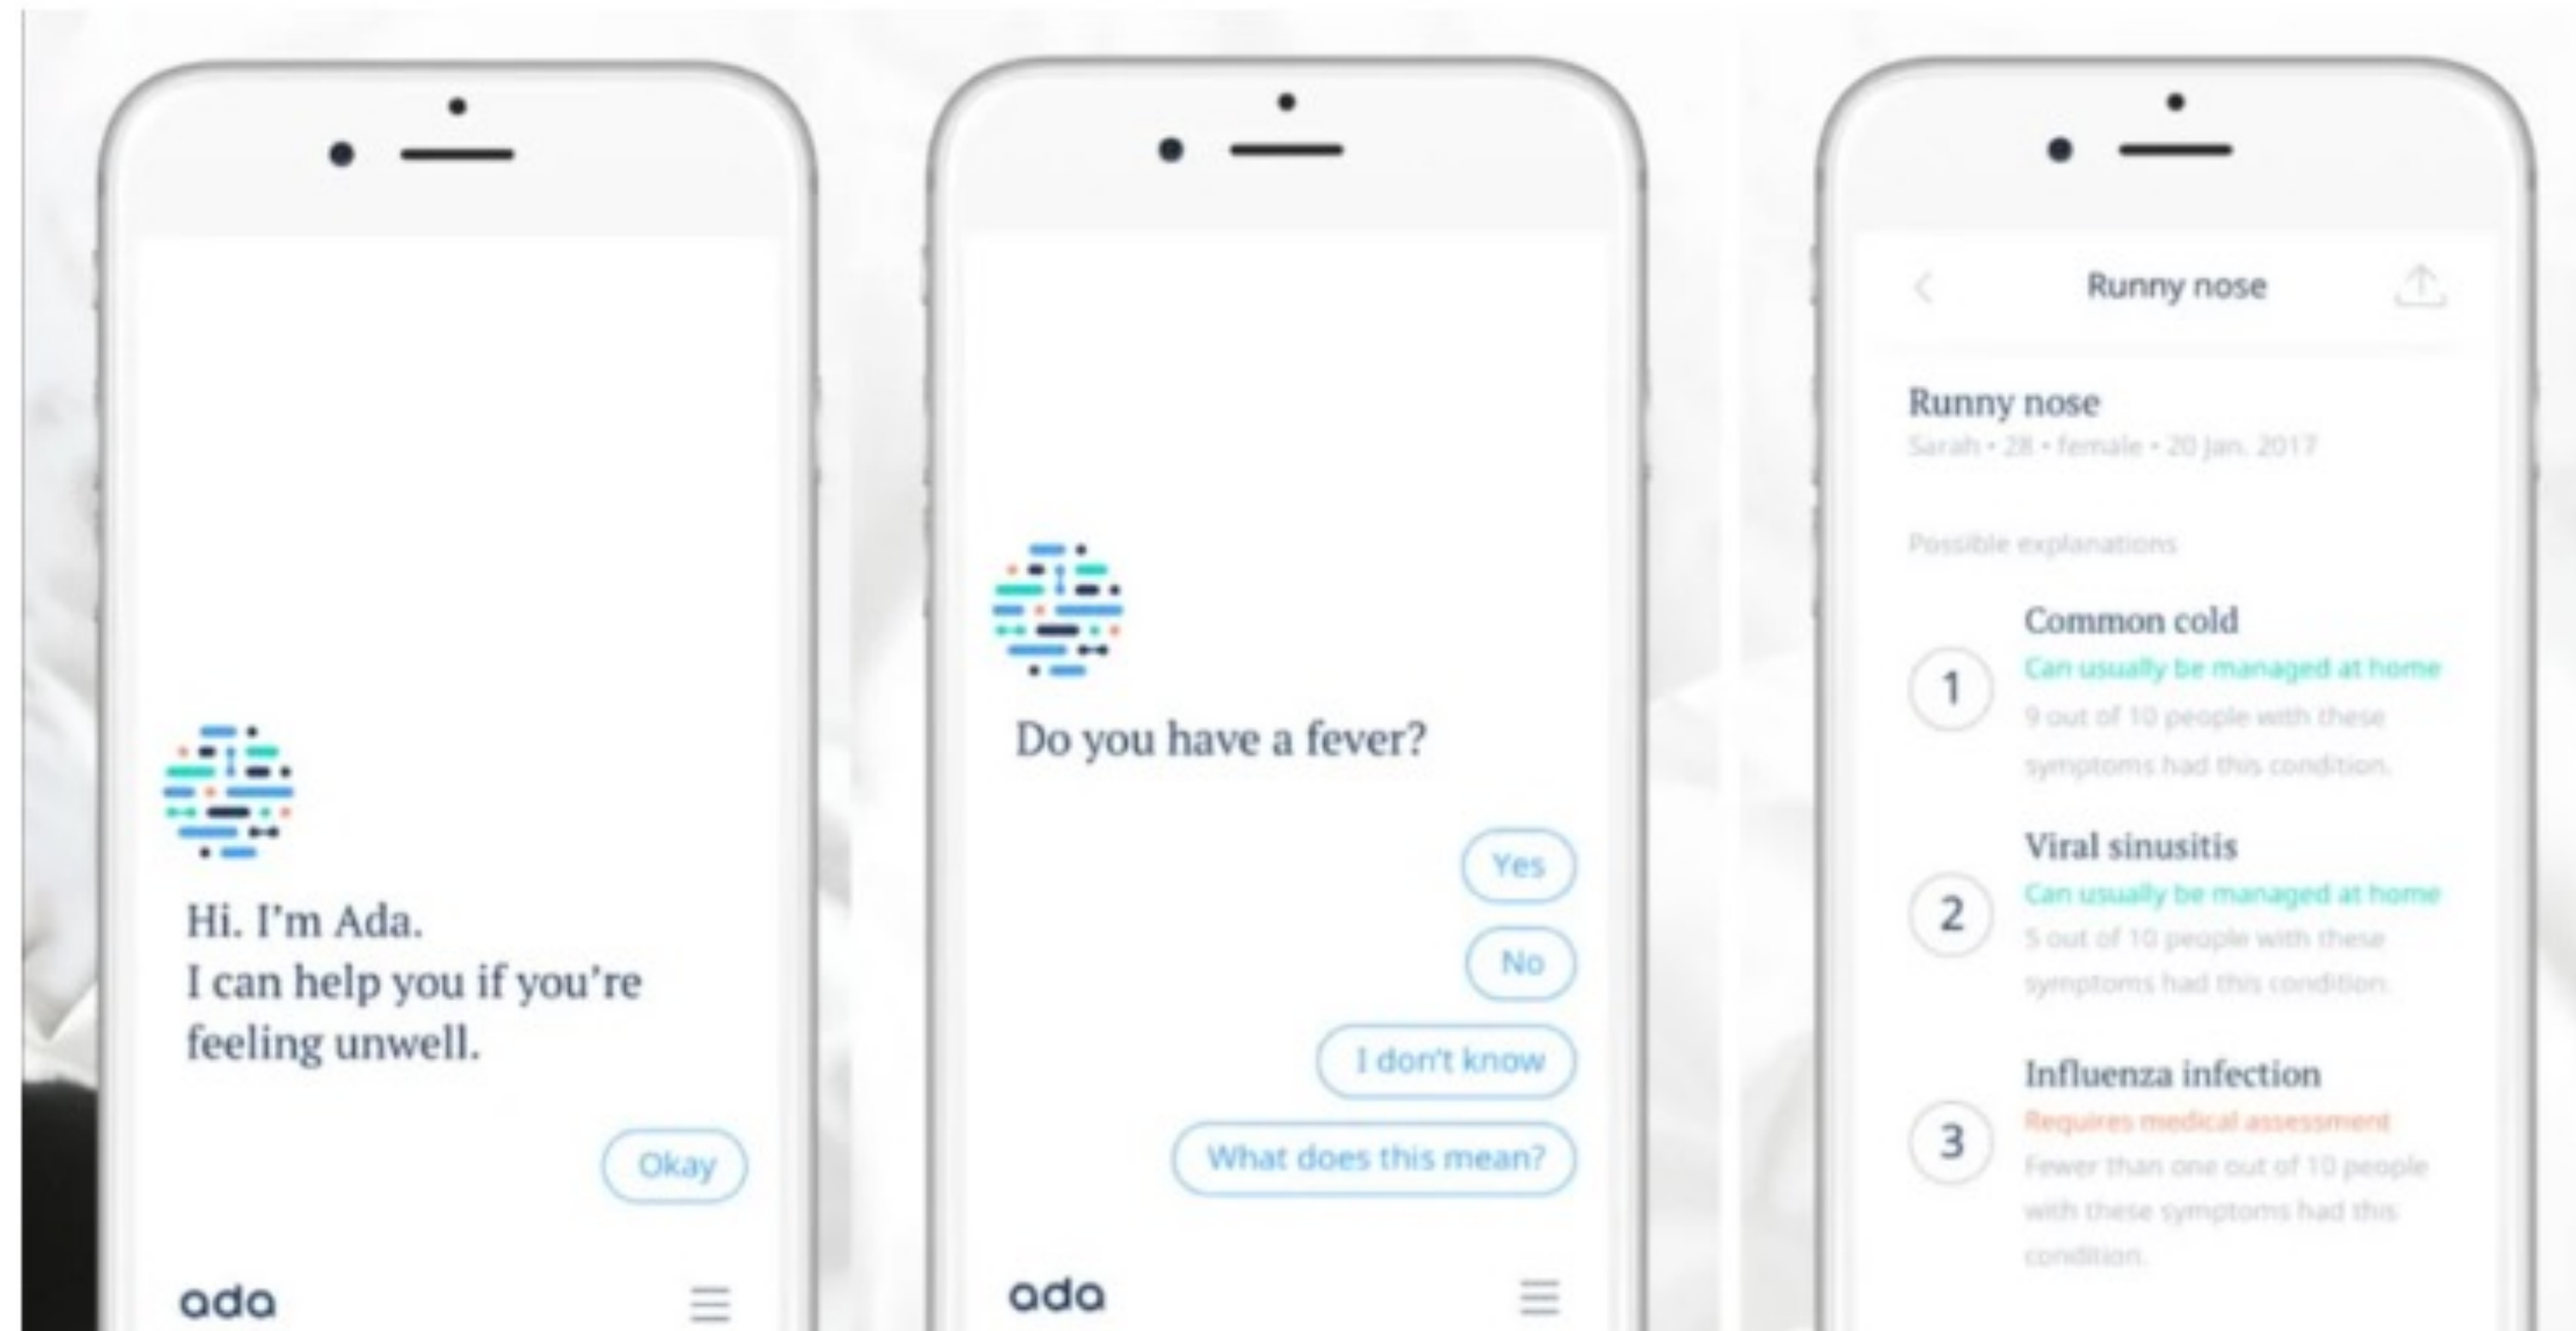 Hi. I'm Ada.
I can help you if you're
feeling unwell.
Okay
ada
Do you have a fever?
Yes
No
I don't know
What does this mean?
ada
Runny nose
Runny nose
Sarah • 28 • female • 20 Jan. 2017
Possible explanations
1
Common cold
Can usually be managed at home
9 out of 10 people with these
symptoms had this condition.
2
Viral sinusitis
Can usually be managed at home
5 out of 10 people with these
symptoms had this condition.
3
Influenza infection
Requires medical assessment
Fewer than one out of 10 people
with these symptoms had this
condition.